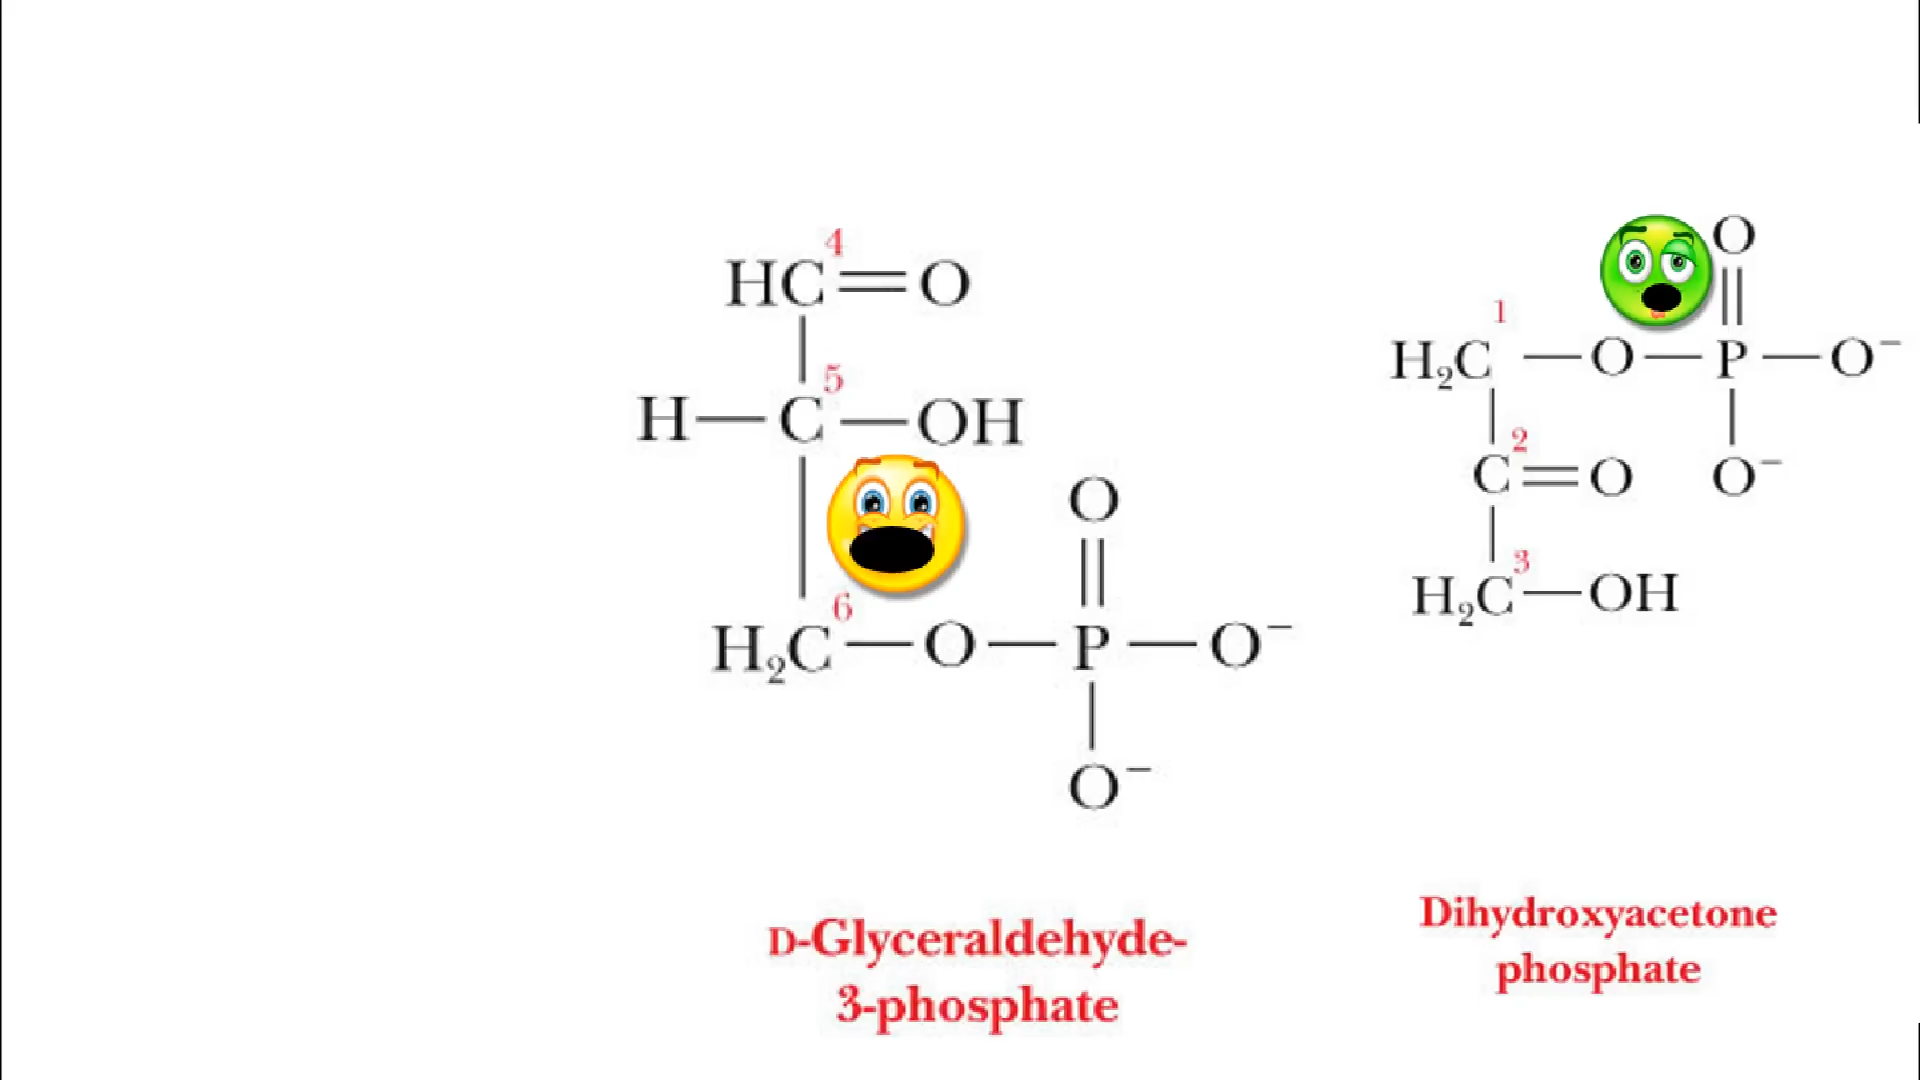 4
HC=O
5
H—C—OH
O
6
H₂C—O—P—O⁻
O⁻
D-Glyceraldehyde-
3-phosphate
O
1
H₂C—O—P—O⁻
2
C=O O⁻
3
H₂C—OH
Dihydroxyacetone
phosphate